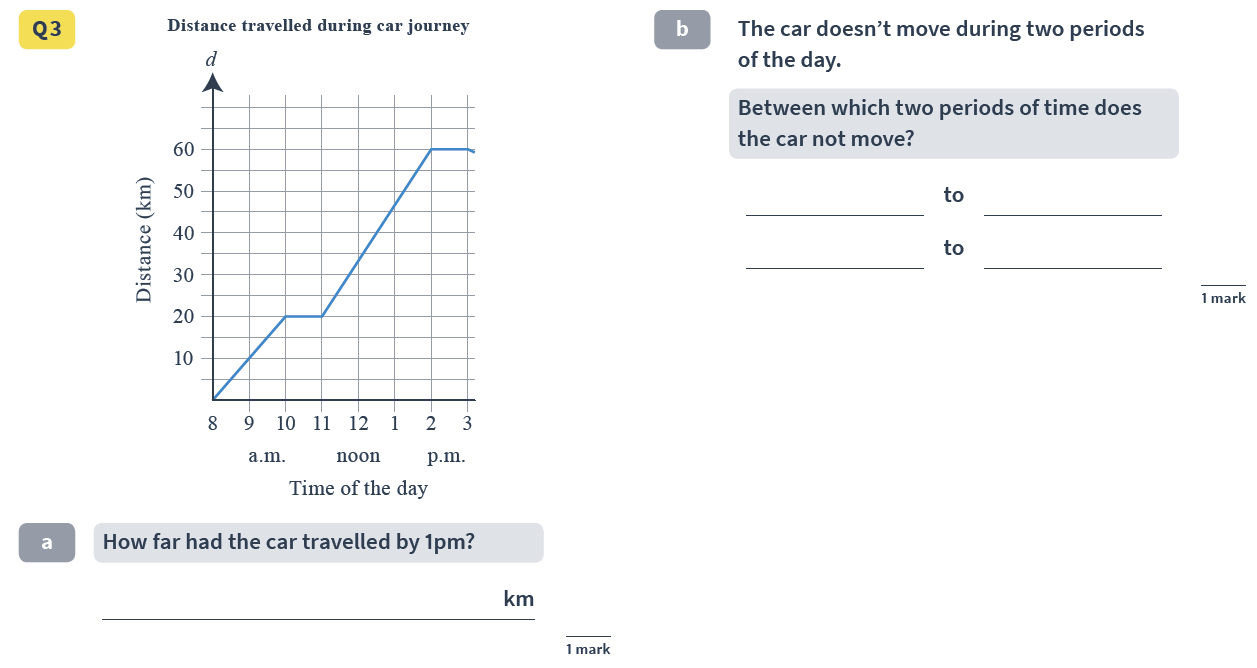 Q3
Distance travelled during car journey
d
Distance (km)
60
50
40
30
20
10
8 9 10 11 12 1 2 3
a.m. noon p.m.
Time of the day
a
How far had the car travelled by 1pm?
km
1 mark
b
The car doesn’t move during two periods
of the day.
Between which two periods of time does
the car not move?
to
to
1 mark